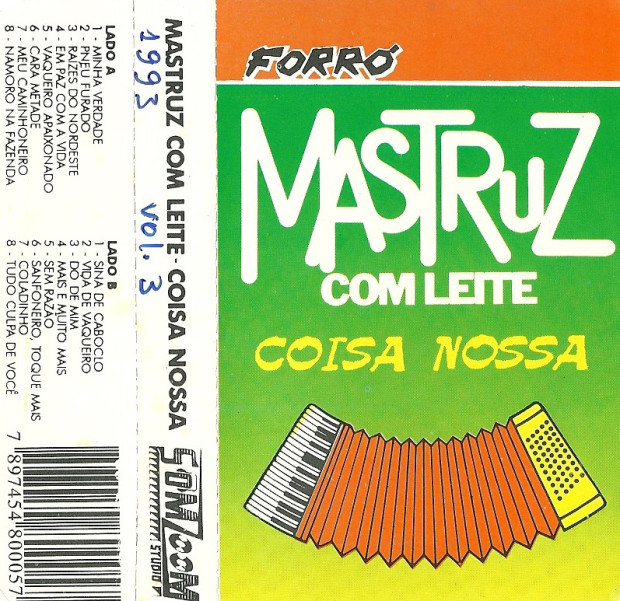 LADO A
1 - MINHA VERDADE
2 - PNEU FURADO
3 - RAÍZES DO NORDESTE
4 - EM PAZ COM A VIDA
5 - VAQUEIRO APAIXONADO
6 - CARA METADE
7 - MEU CAMINHONEIRO
8 - NAMORO NA FAZENDA
LADO B
1 - SINA DE CABOCLO
2 - VIDA DE VAQUEIRO
3 - DO DE MIM
4 - MAIS E MUITO MAIS
5 - SEM RAZÃO
6 - SANFONEIRO, TOQUE MAIS
7 - COLADINHO
8 - TUDO CULPA DE VOCÊ
7 897454 800057
MASTRUZ COM LEITE - COISA NOSSA
1993 vol. 3
SOMZOOM
STUDIO
FORRÓ
MASTRUZ
COM LEITE
COISA NOSSA